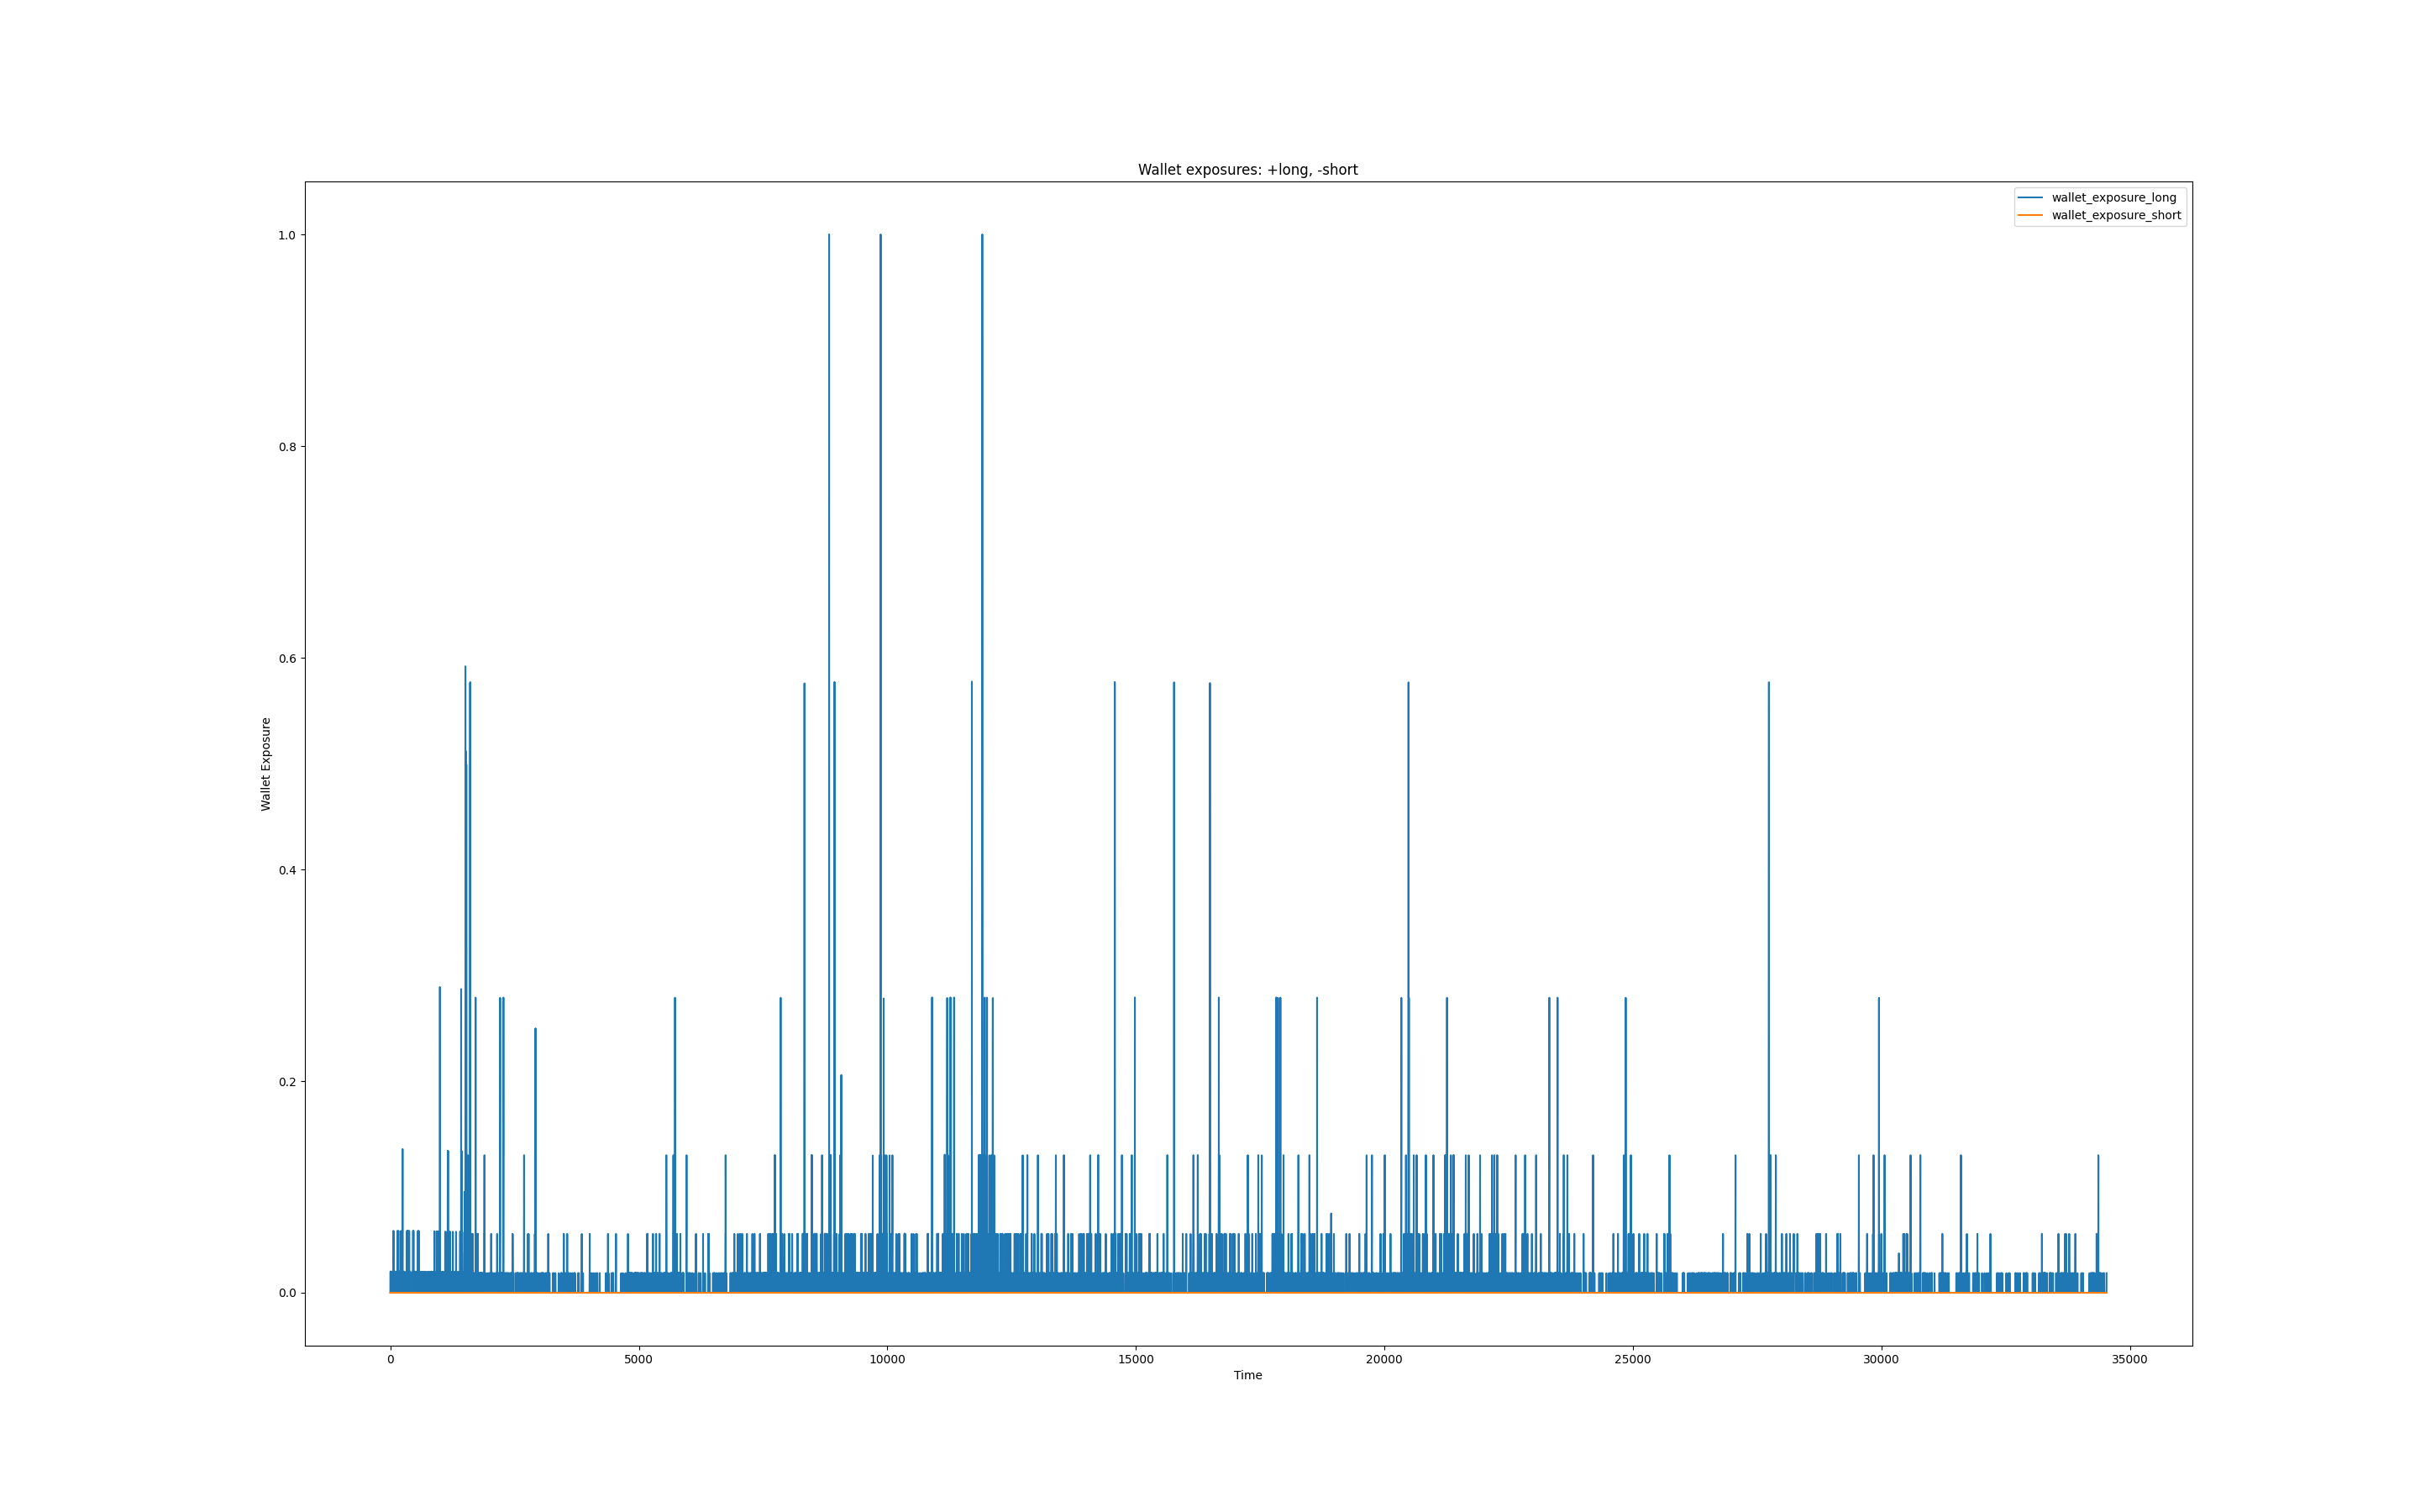 Wallet exposures: +long, -short
wallet_exposure_long
wallet_exposure_short
1.0
0.8
0.6
0.4
0.2
0.0
Wallet Exposure
0 5000 10000 15000 20000 25000 30000 35000
Time